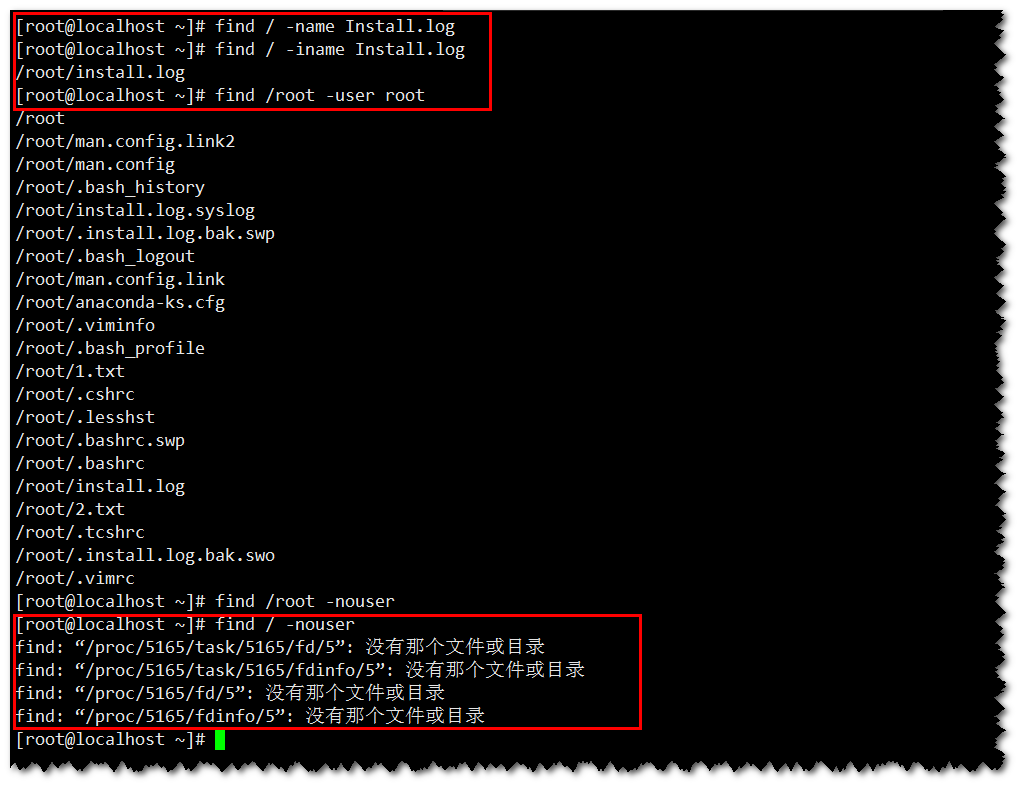 [root@localhost ~]# find / -name Install.log
[root@localhost ~]# find / -iname Install.log
/root/install.log
[root@localhost ~]# find /root -user root
/root
/root/man.config.link2
/root/man.config
/root/.bash_history
/root/install.log.syslog
/root/.install.log.bak.swp
/root/.bash_logout
/root/man.config.link
/root/anaconda-ks.cfg
/root/.viminfo
/root/.bash_profile
/root/1.txt
/root/.cshrc
/root/.lesshst
/root/.bashrc.swp
/root/.bashrc
/root/install.log
/root/2.txt
/root/.tcshrc
/root/.install.log.bak.swo
/root/.vimrc
[root@localhost ~]# find /root -nouser
[root@localhost ~]# find / -nouser
find: “/proc/5165/task/5165/fd/5”: 没有那个文件或目录
find: “/proc/5165/task/5165/fdinfo/5”: 没有那个文件或目录
find: “/proc/5165/fd/5”: 没有那个文件或目录
find: “/proc/5165/fdinfo/5”: 没有那个文件或目录
[root@localhost ~]#